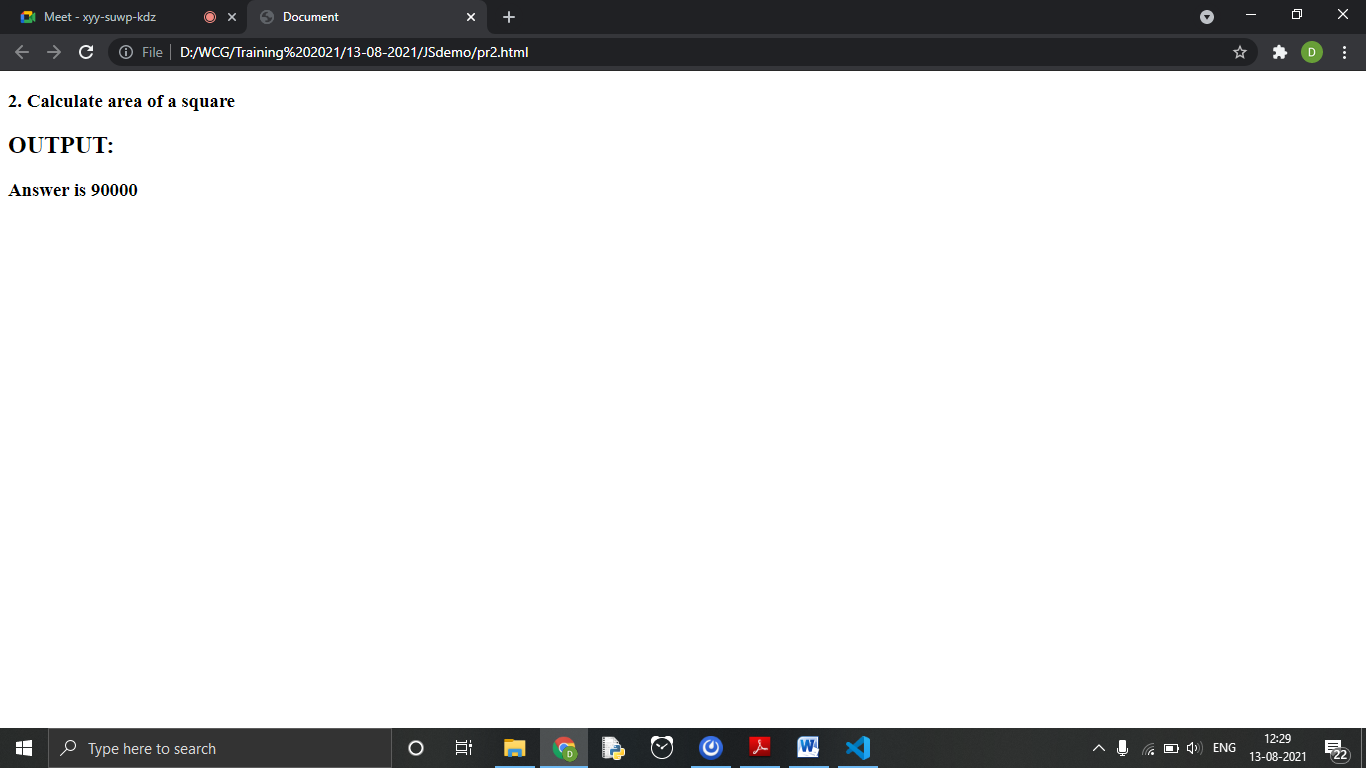 Meet - xyy-suwp-kdz
Document
File
D:/WCG/Training%202021/13-08-2021/JSdemo/pr2.html
D
2. Calculate area of a square
OUTPUT:
Answer is 90000
Type here to search
D
W
ENG
12:29
13-08-2021
22